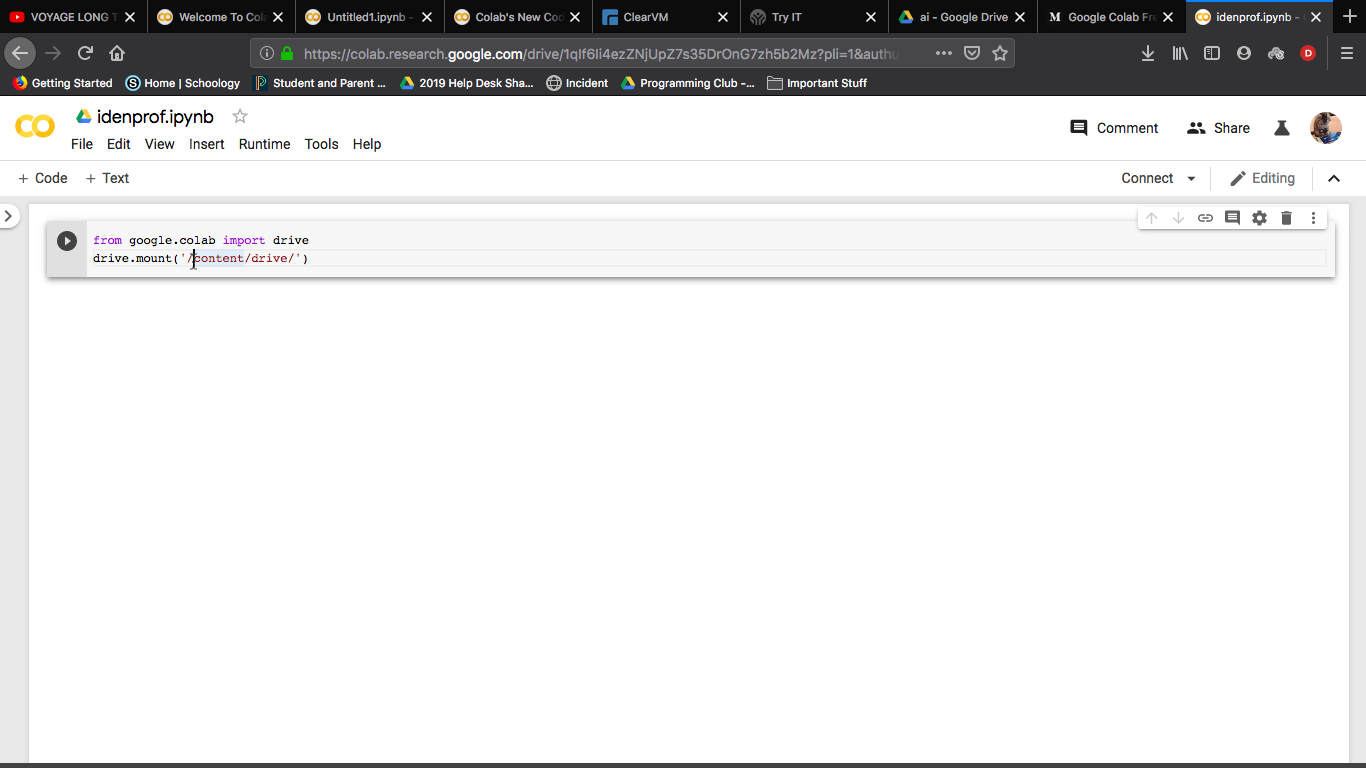 VOYAGE LONG T
Welcome To Col
Untitled1.ipynb -
Colab's New Co
ClearVM
Try IT
ai - Google Drive
M Google Colab Fre
idenprof.ipynb -
https://colab.research.google.com/drive/1qIf6Ii4ezZNjUpZ7s35DrOnG7zh5b2Mz?pli=1&authu
D
Getting Started
S Home | Schoology
Student and Parent ...
2019 Help Desk Sha...
Incident
Programming Club -...
Important Stuff
idenprof.ipynb
Comment
Share
File Edit View Insert Runtime Tools Help
+ Code + Text
Connect
Editing
from google.colab import drive
drive.mount('/content/drive/')